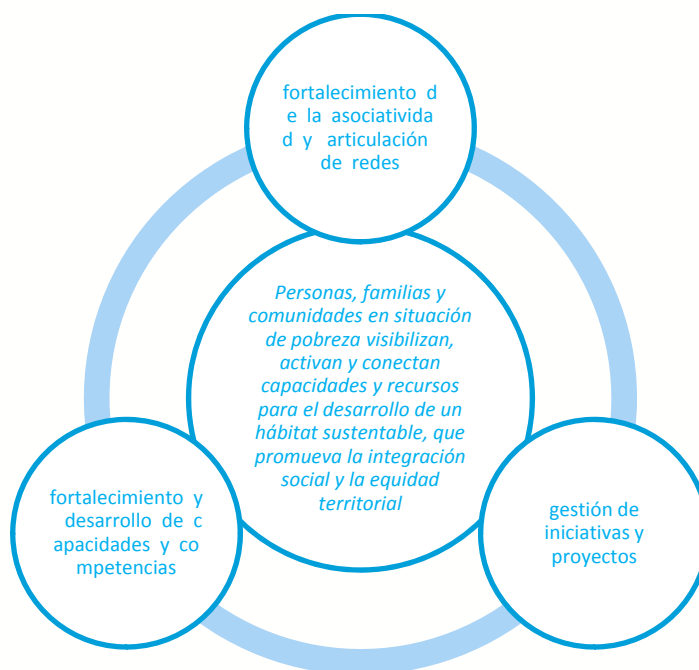 fortalecimiento d
e la asociativida
d y articulación
de redes
Personas, familias y
comunidades en situación
de pobreza visibilizan,
activan y conectan
capacidades y recursos
para el desarrollo de un
hábitat sustentable, que
promueva la integración
social y la equidad
territorial
fortalecimiento y
desarrollo de c
apacidades y co
mpetencias
gestión de
iniciativas y
proyectos